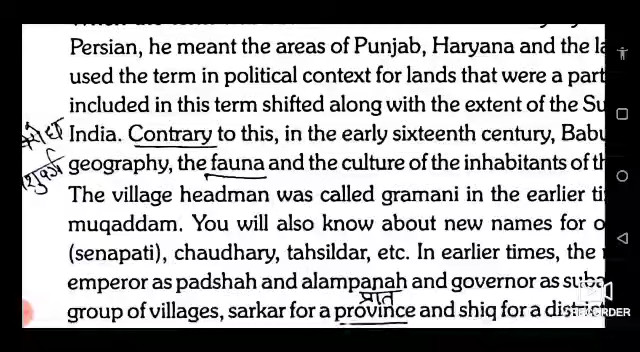 Persian, he meant the areas of Punjab, Haryana and the
used the term in political context for lands that were a part
included in this term shifted along with the extent of the Su
India. Contrary to this, in the early sixteenth century, Babu
geography, the fauna and the culture of the inhabitants of
The village headman was called gramani in the earlier
muqaddam. You will also know about new names for
(senapati), chaudhary, tahsildar, etc. In earlier times, the
emperor as padshah and alampanah and governor as suba
प्रांत
group of villages, sarkar for a province and shiq for a